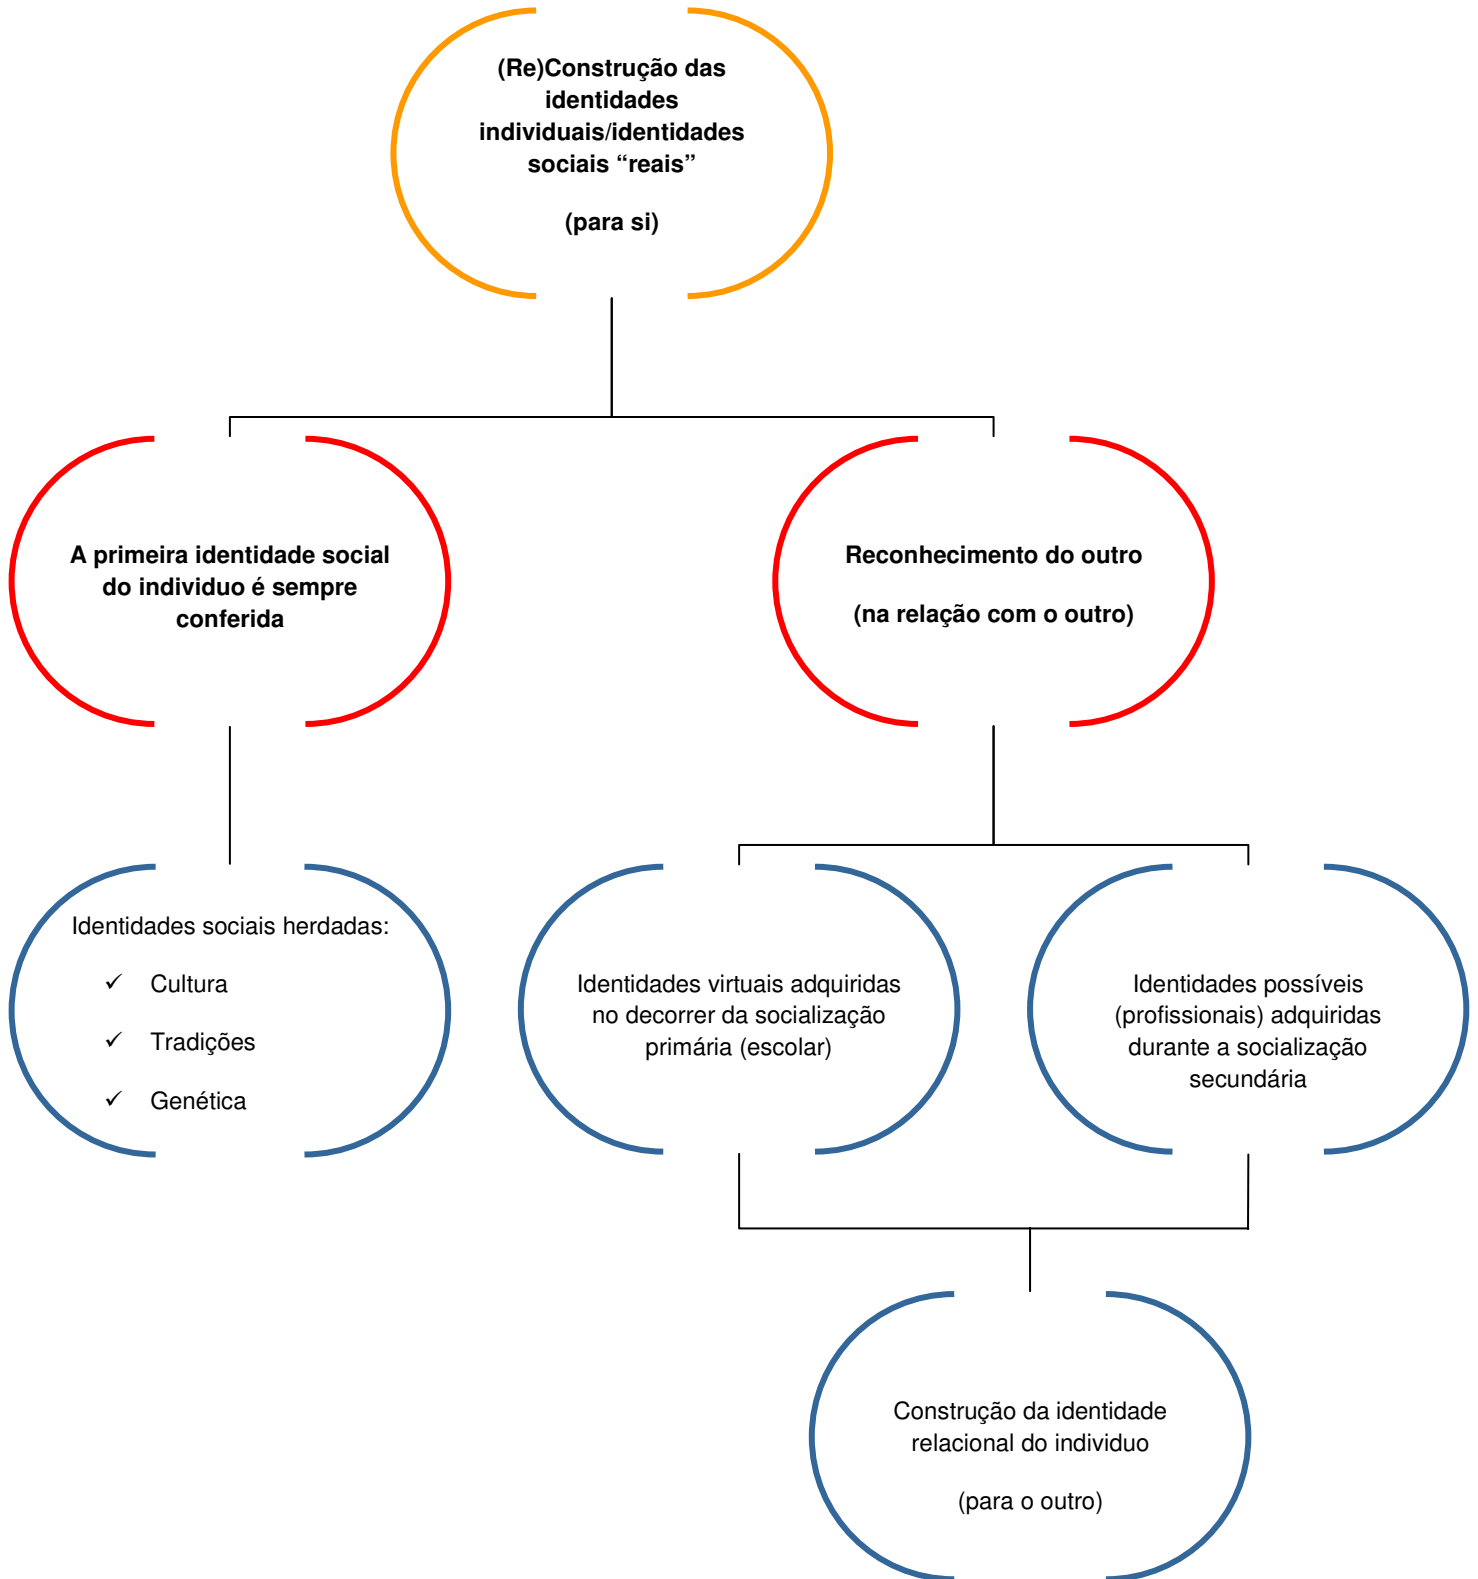 (Re)Construção das
identidades
individuais/identidades
sociais “reais”
(para si)
A primeira identidade social
do individuo é sempre
conferida
Reconhecimento do outro
(na relação com o outro)
Identidades sociais herdadas:
✓ Cultura
✓ Tradições
✓ Genética
Identidades virtuais adquiridas
no decorrer da socialização
primária (escolar)
Identidades possíveis
(profissionais) adquiridas
durante a socialização
secundária
Construção da identidade
relacional do individuo
(para o outro)